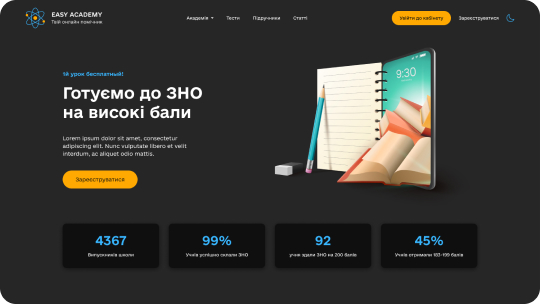 EASY ACADEMY
Твій онлайн помічник
Академія
Тести
Підручники
Статті
Увійти до кабінету
Зареєструватися
1й урок бесплатный!
Готуємо до ЗНО
на високі бали
Lorem ipsum dolor sit amet, consectetur
adipiscing elit. Nunc vulputate libero et velit
interdum, ac aliquet odio mattis.
Зареєструватися
9:30
4367
Випускників школи
99%
Учнів успішно склали ЗНО
92
учня здали ЗНО на 200 балів
45%
Учнів отримали 183-199 балів